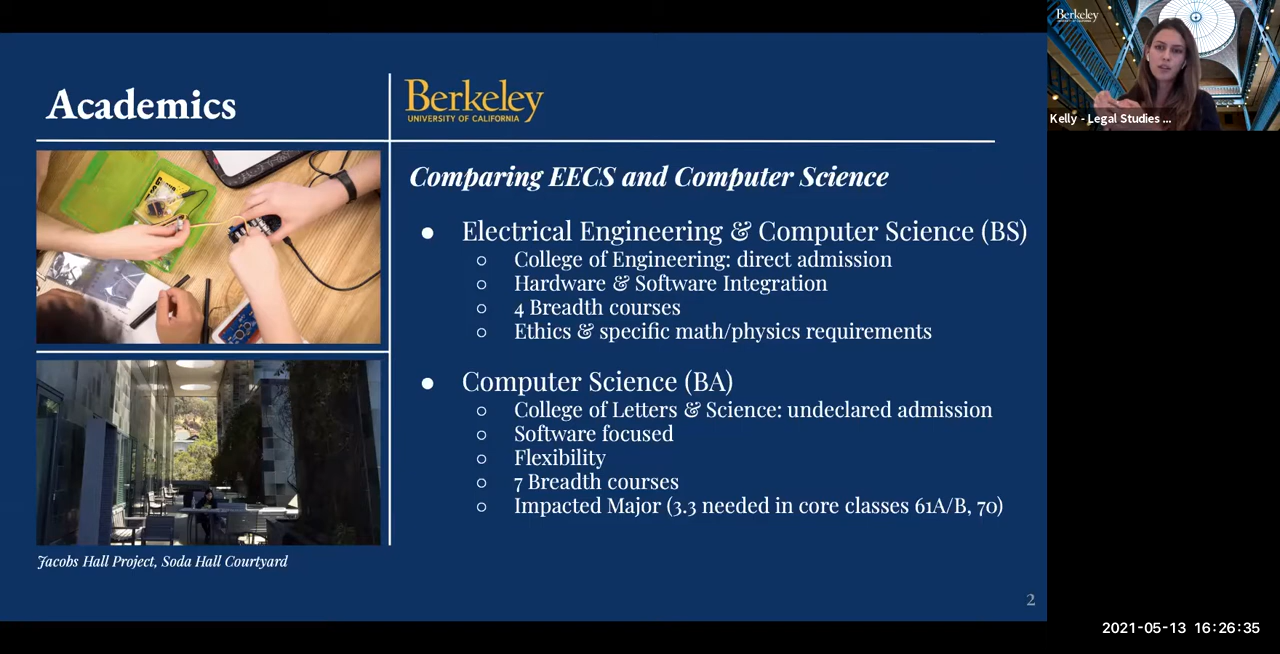 Academics
Berkeley
UNIVERSITY OF CALIFORNIA
Comparing EECS and Computer Science
● Electrical Engineering & Computer Science (BS)
○ College of Engineering: direct admission
○ Hardware & Software Integration
○ 4 Breadth courses
○ Ethics & specific math/physics requirements
● Computer Science (BA)
○ College of Letters & Science: undeclared admission
○ Software focused
○ Flexibility
○ 7 Breadth courses
○ Impacted Major (3.3 needed in core classes 61A/B, 70)
Jacobs Hall Project, Soda Hall Courtyard
2
Berkeley
Kelly - Legal Studies ...
2021-05-13 16:26:35